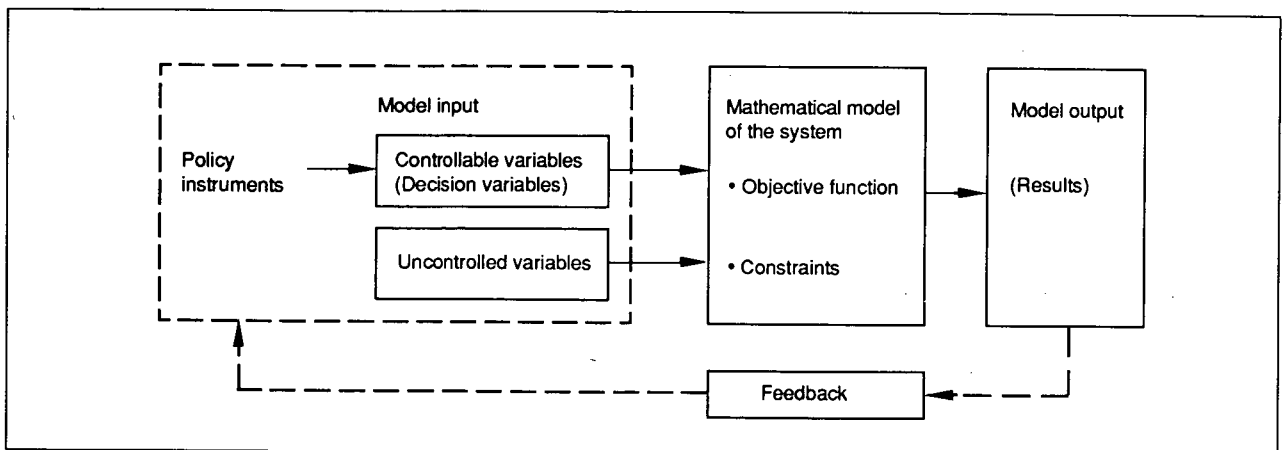 Model input
Policy
instruments
Controllable variables
(Decision variables)
Uncontrolled variables
Mathematical model
of the system
• Objective function
• Constraints
Model output
(Results)
Feedback